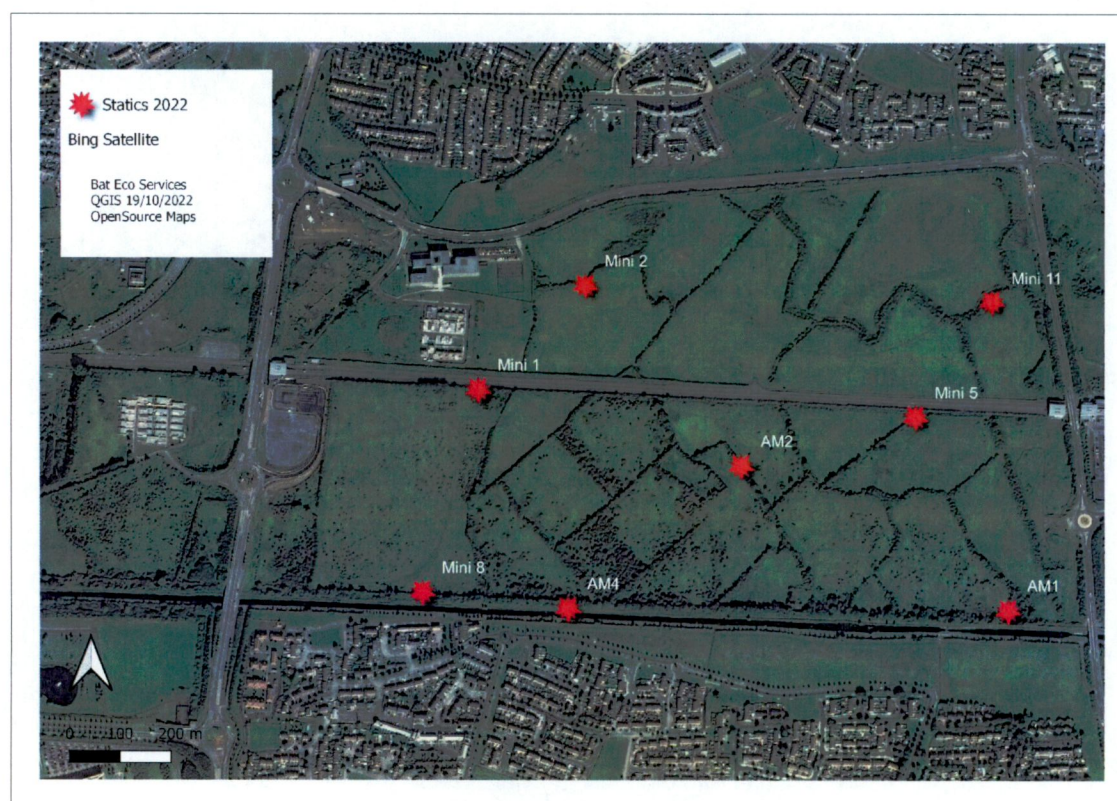 Statics 2022
Bing Satellite
Bat Eco Services
QGIS 19/10/2022
OpenSource Maps
Mini 2
Mini 11
Mini 1
Mini 5
AM2
Mini 8
AM4
AM1
0 100 200 m